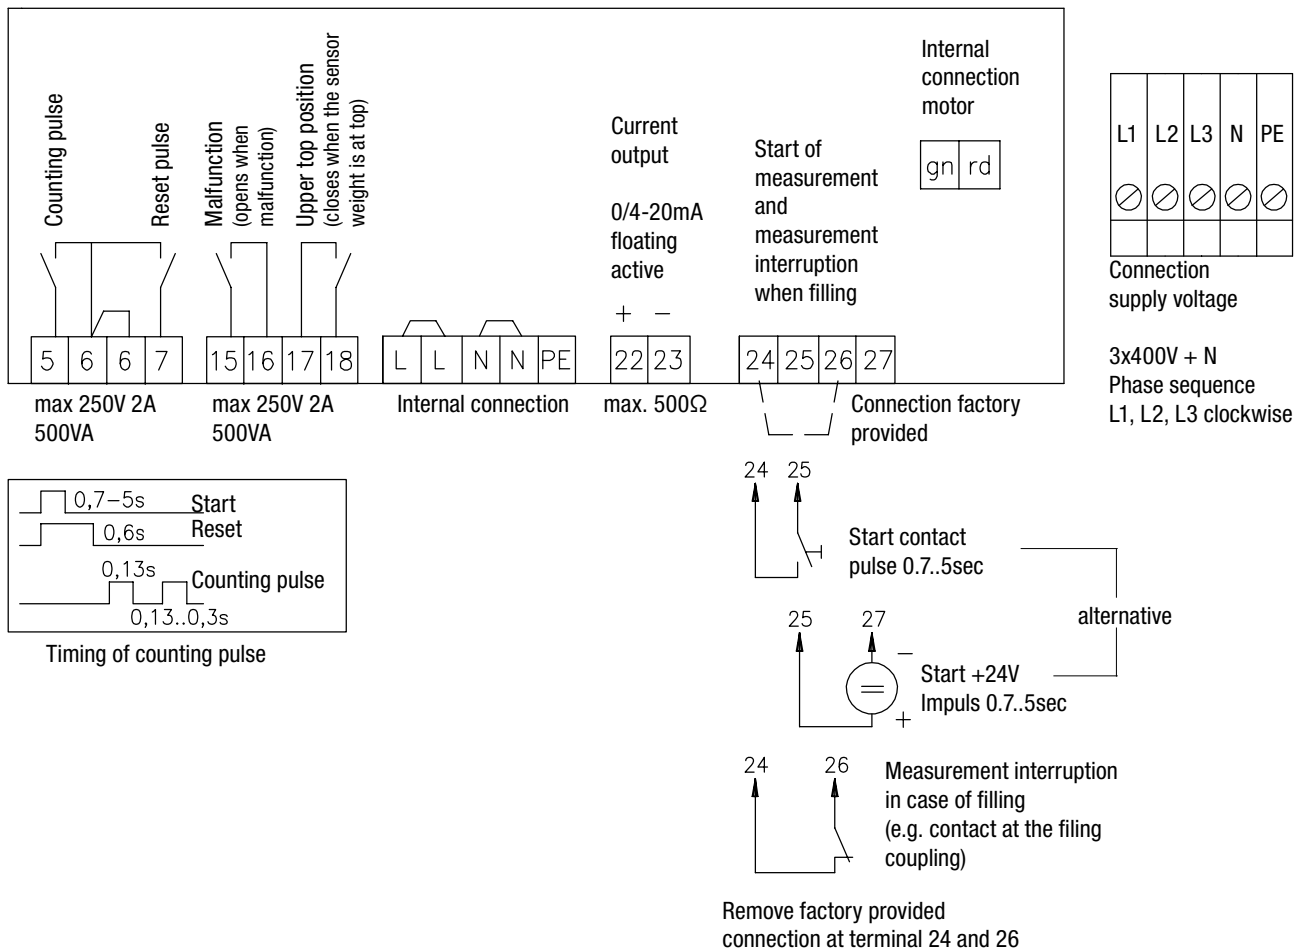 Counting pulse
Reset pulse
Malfunction
(opens when
malfunction)
Upper top position
(closes when the sensor
weight is at top)
Current
output
0/4-20mA
floating
active
+ −
Start of
measurement
and
measurement
interruption
when filling
Internal
connection
motor
gn rd
5 6 6 7
15 16 17 18
L L N N PE
22 23
24 25 26 27
max 250V 2A
500VA
max 250V 2A
500VA
Internal connection
max. 500Ω
Connection factory
provided
L1 L2 L3 N PE
Connection
supply voltage
3x400V + N
Phase sequence
L1, L2, L3 clockwise
0,7−5s Start
0,6s Reset
0,13s
Counting pulse
0,13..0,3s
Timing of counting pulse
24 25
Start contact
pulse 0.7..5sec
alternative
25 27
−
Start +24V
Impuls 0.7..5sec
+
24 26
Measurement interruption
in case of filling
(e.g. contact at the filing
coupling)
Remove factory provided
connection at terminal 24 and 26